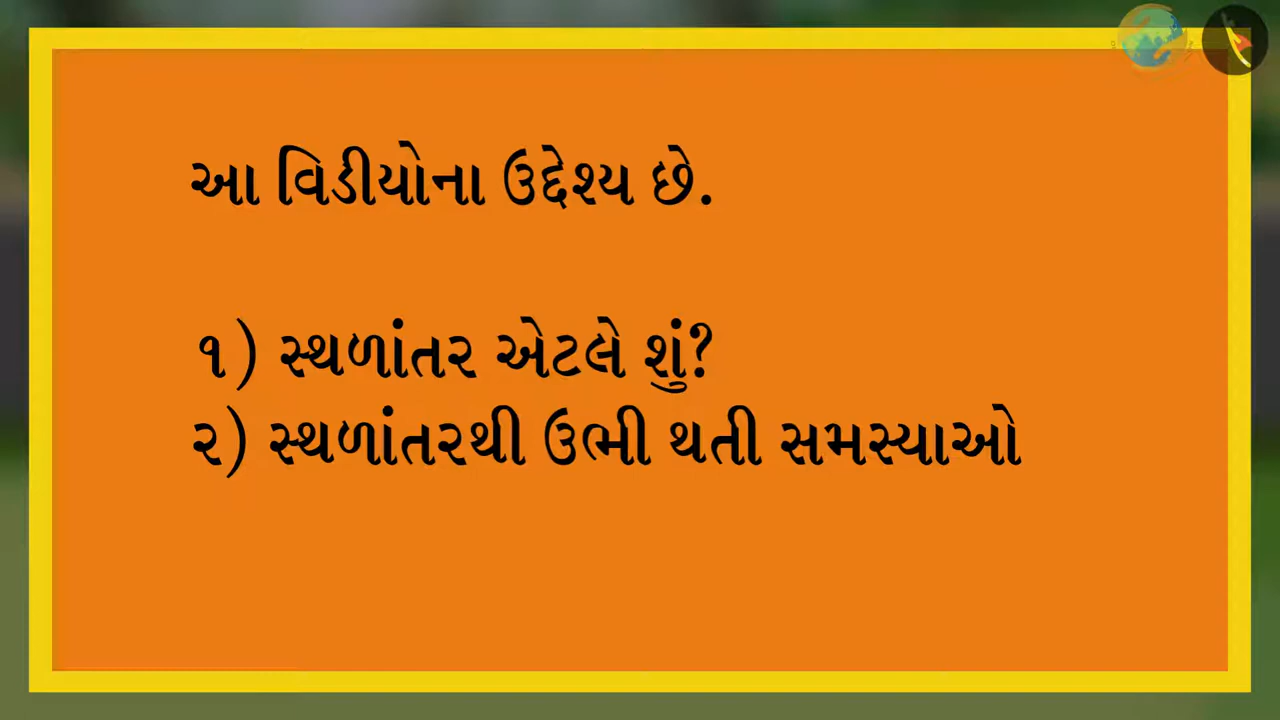 આ વિડીયોના ઉદ્દેશ્ય છે.
૧) સ્થળાંતર એટલે શું?
૨) સ્થળાંતરથી ઉભી થતી સમસ્યાઓ